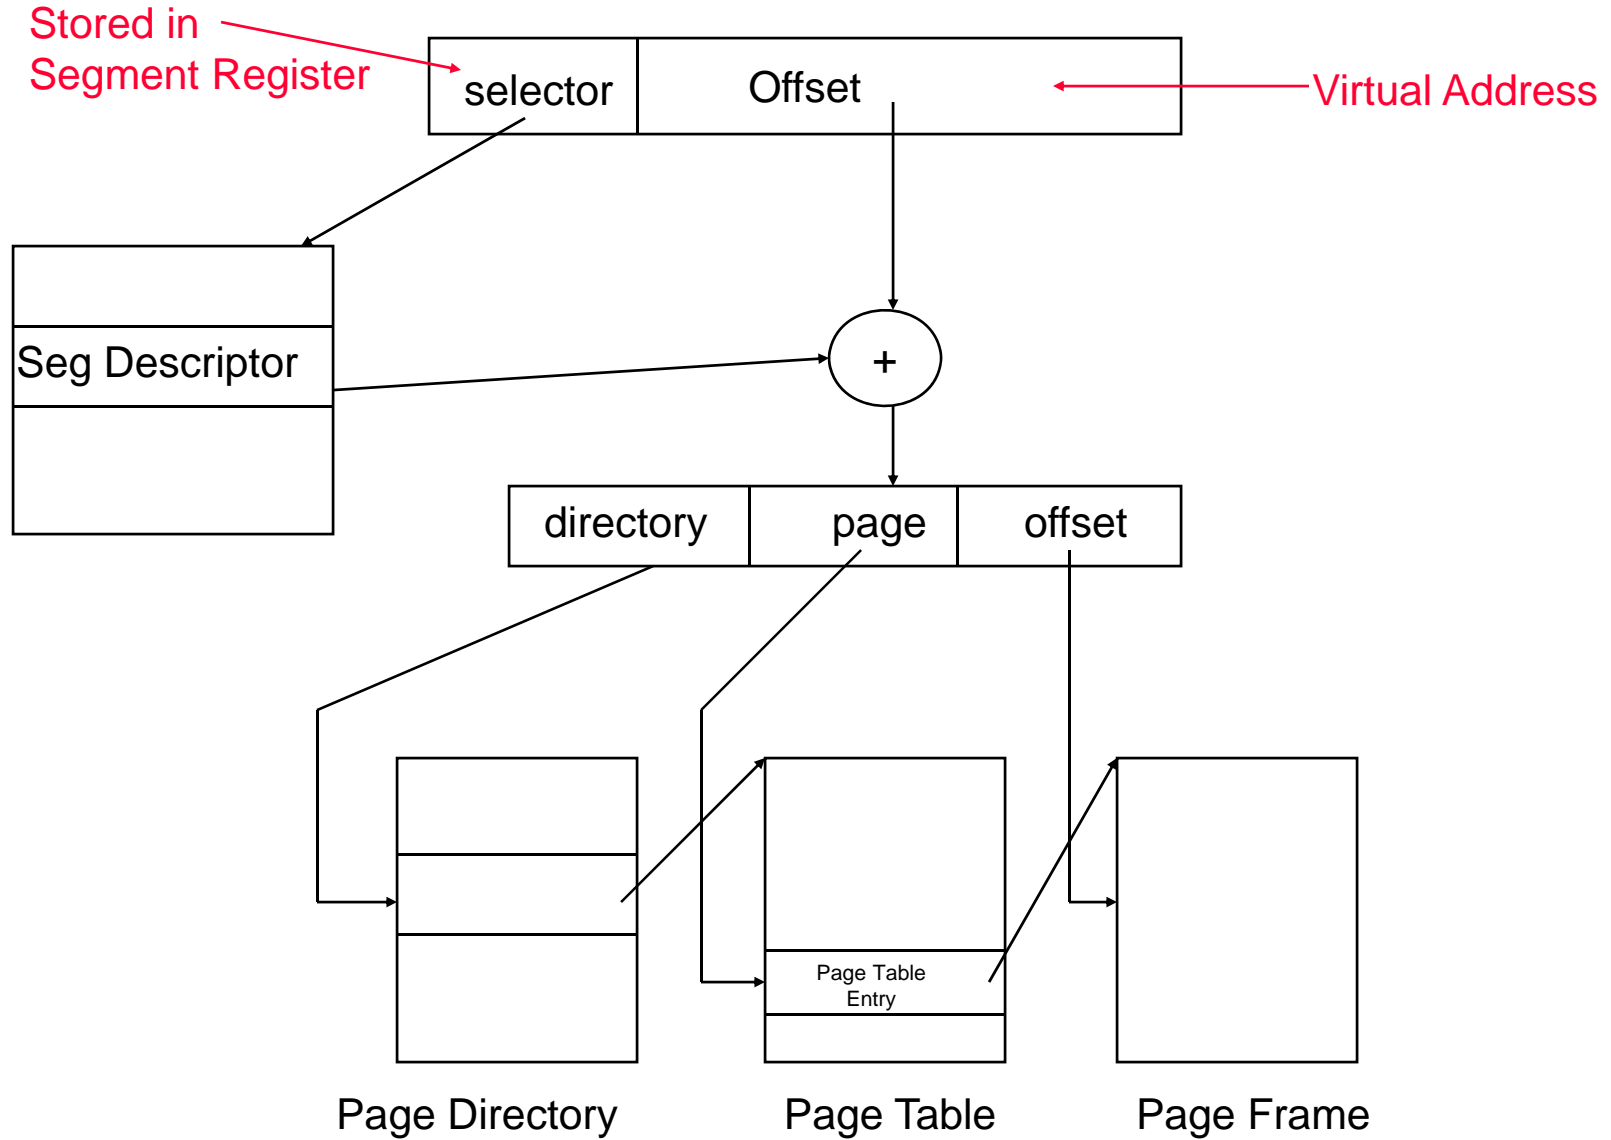 Stored in
Segment Register
selector
Offset
Virtual Address
Seg Descriptor
+
directory
page
offset
Page Table
Entry
Page Directory
Page Table
Page Frame